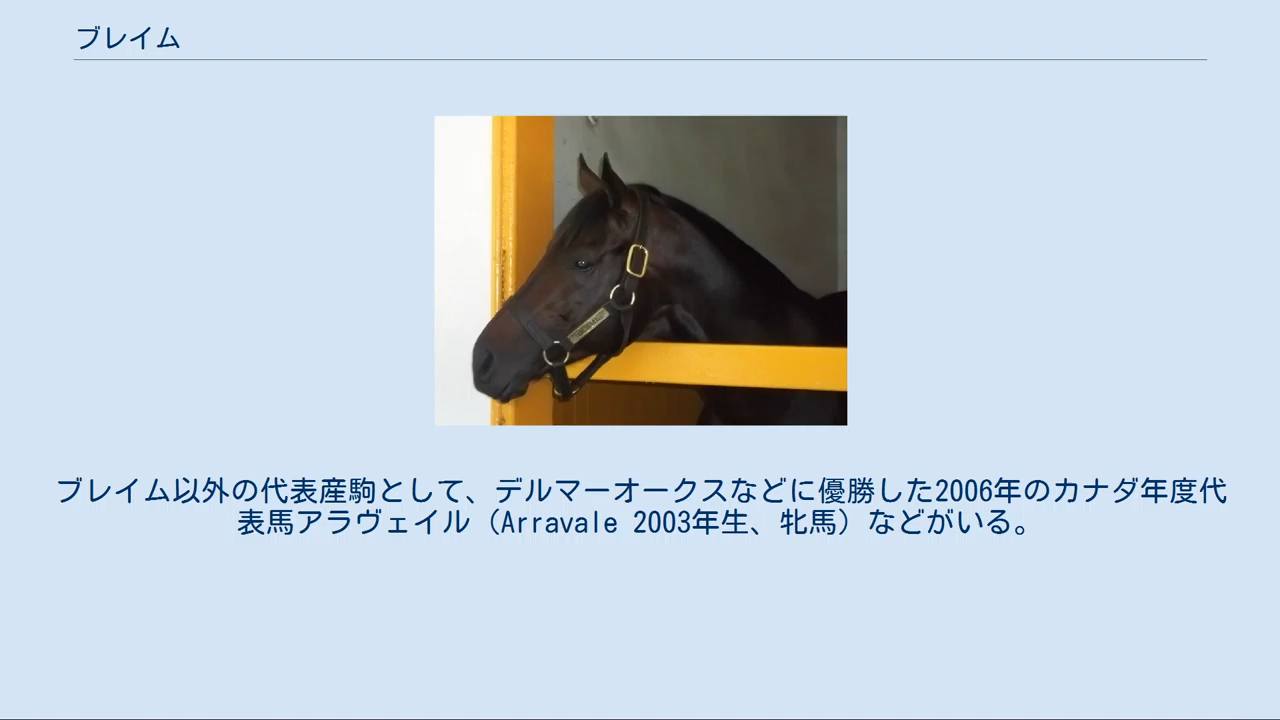 ブレイム
ブレイム以外の代表産駒として、デルマーオークスなどに優勝した2006年のカナダ年度代
表馬アラヴェイル（Arravale 2003年生、牝馬）などがいる。